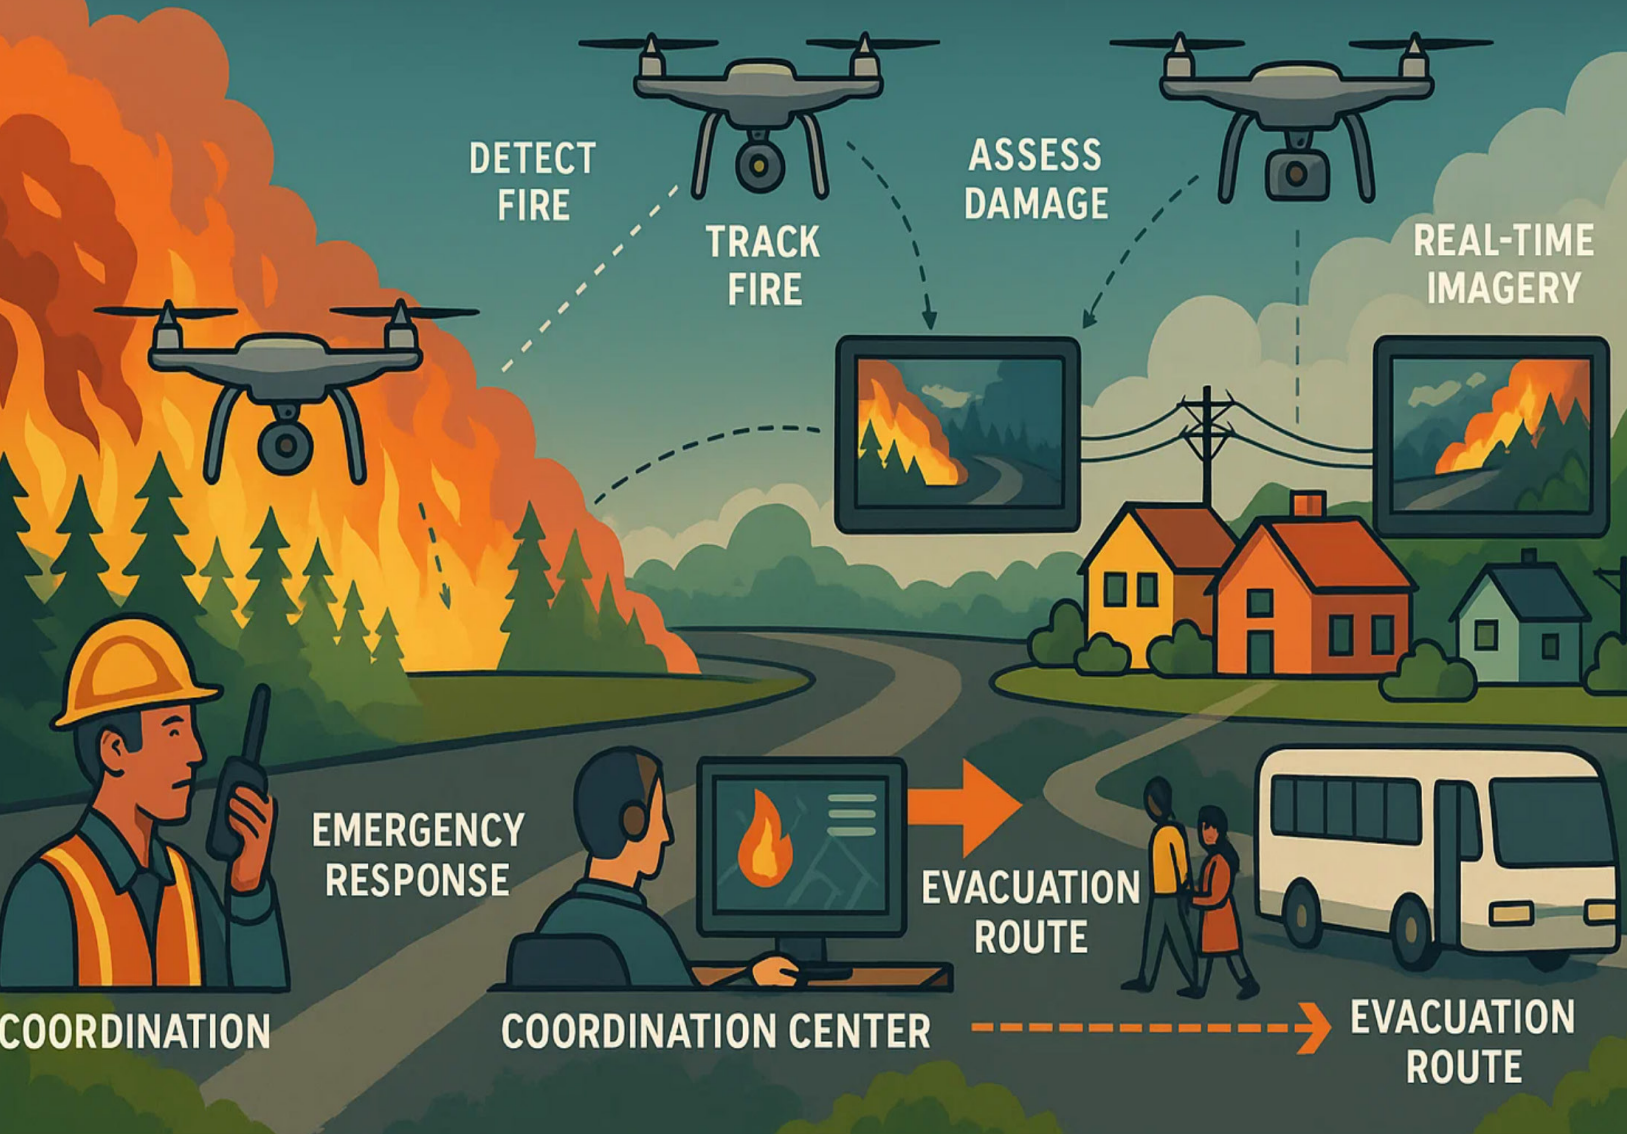 DETECT
FIRE
TRACK
FIRE
ASSESS
DAMAGE
REAL-TIME
IMAGERY
EMERGENCY
RESPONSE
EVACUATION
ROUTE
COORDINATION
COORDINATION CENTER
EVACUATION
ROUTE